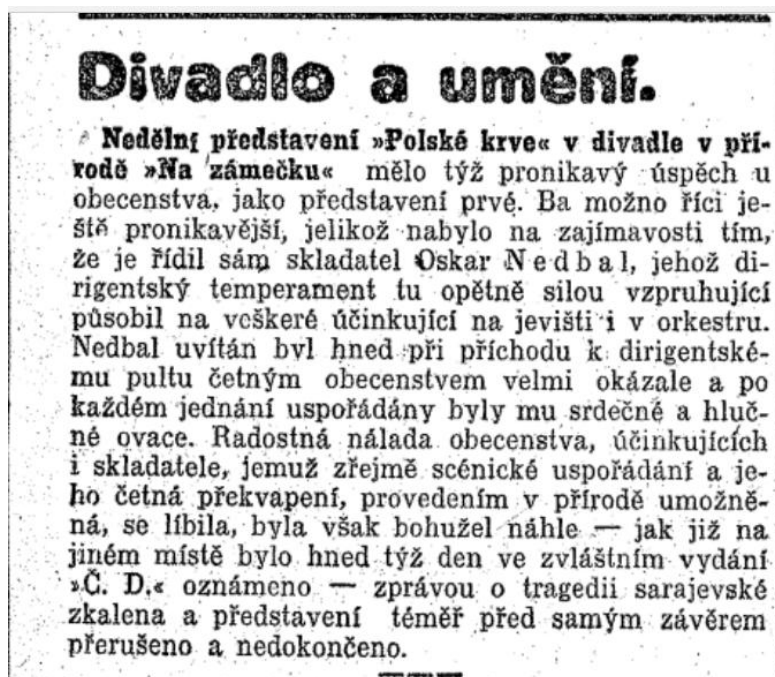 Divadlo a umění.
Nedělní představení »Polské krve« v divadle v pří-
rodě »Na zámečku« mělo týž pronikavý úspěch u
obecenstva, jako představení prvé. Ba možno říci je-
ště pronikavější, jelikož nabylo na zajímavosti tím,
že je řídil sám skladatel Oskar Nedbal, jehož di-
rigentský temperament tu opětně silou vzpruhující
působil na veškeré účinkující na jevišti i v orkestru.
Nedbal uvítán byl hned při příchodu k dirigentské-
mu pultu četným obecenstvem velmi okázale a po
každém jednání uspořádány byly mu srdečné a hluč-
né ovace. Radostná nálada obecenstva, účinkujících
i skladatele, jemuž zřejmě scénické uspořádání a je-
ho četná překvapení, provedením v přírodě umožně-
ná, se líbila, byla však bohužel náhle — jak již na
jiném místě bylo hned týž den ve zvláštním vydání
»Č. D.« oznámeno — zprávou o tragedii sarajevské
zkalena a představení téměř před samým závěrem
přerušeno a nedokončeno.